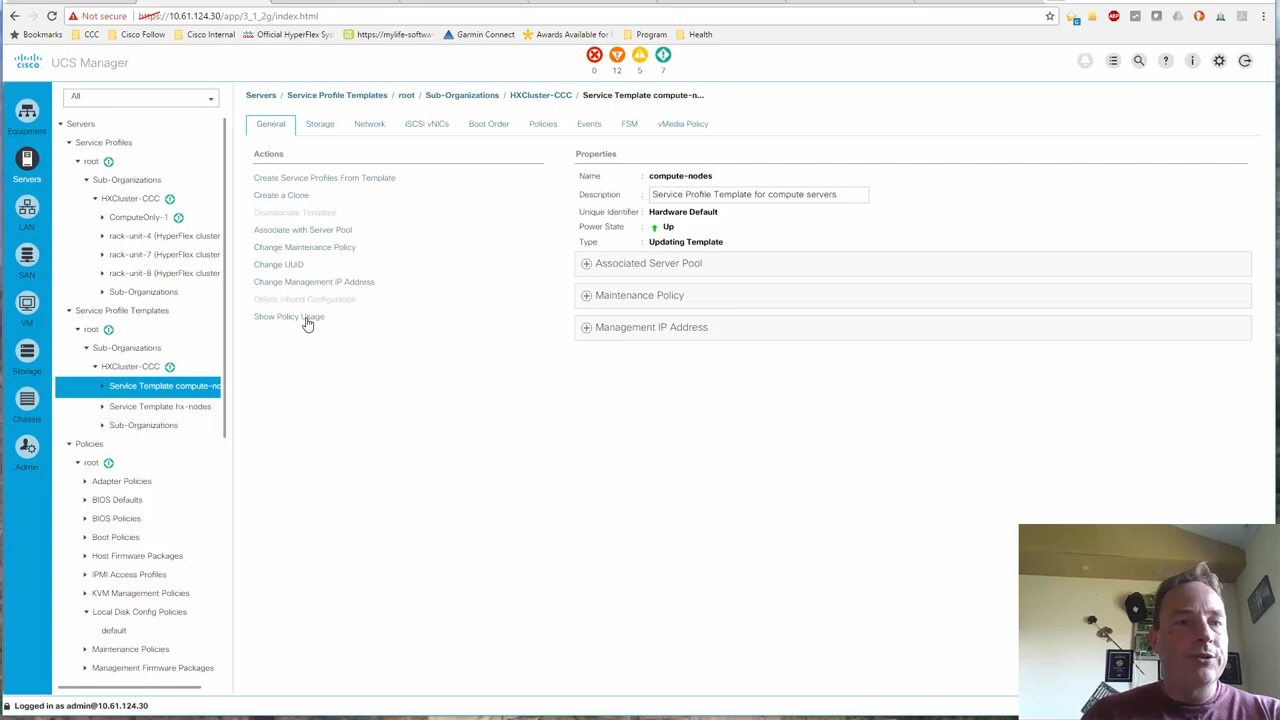 Not secure | https://10.61.124.30/app/3_1_2g/index.html
Bookmarks CCC Cisco Follow Cisco Internal Official HyperFlex Sy https://mylife-softwa Garmin Connect Awards Available for Program Health
CISCO UCS Manager
0 12 5 7
Equipment
Servers
LAN
SAN
VM
Storage
Chassis
Admin
All
Servers
Service Profiles
root
Sub-Organizations
HXCluster-CCC
ComputeOnly-1
rack-unit-4 (HyperFlex cluster
rack-unit-7 (HyperFlex cluster
rack-unit-8 (HyperFlex cluster
Sub-Organizations
Service Profile Templates
root
Sub-Organizations
HXCluster-CCC
Service Template compute-no
Service Template hx-nodes
Sub-Organizations
Policies
root
Adapter Policies
BIOS Defaults
BIOS Policies
Boot Policies
Host Firmware Packages
IPMI Access Profiles
KVM Management Policies
Local Disk Config Policies
default
Maintenance Policies
Management Firmware Packages
Servers / Service Profile Templates / root / Sub-Organizations / HXCluster-CCC / Service Template compute-n...
General Storage Network iSCSI vNICs Boot Order Policies Events FSM vMedia Policy
Actions
Create Service Profiles From Template
Create a Clone
Disassociate Template
Associate with Server Pool
Change Maintenance Policy
Change UUID
Change Management IP Address
Delete Inband Configuration
Show Policy Usage
Properties
Name : compute-nodes
Description : Service Profile Template for compute servers
Unique Identifier : Hardware Default
Power State : Up
Type : Updating Template
Associated Server Pool
Maintenance Policy
Management IP Address
Logged in as admin@10.61.124.30